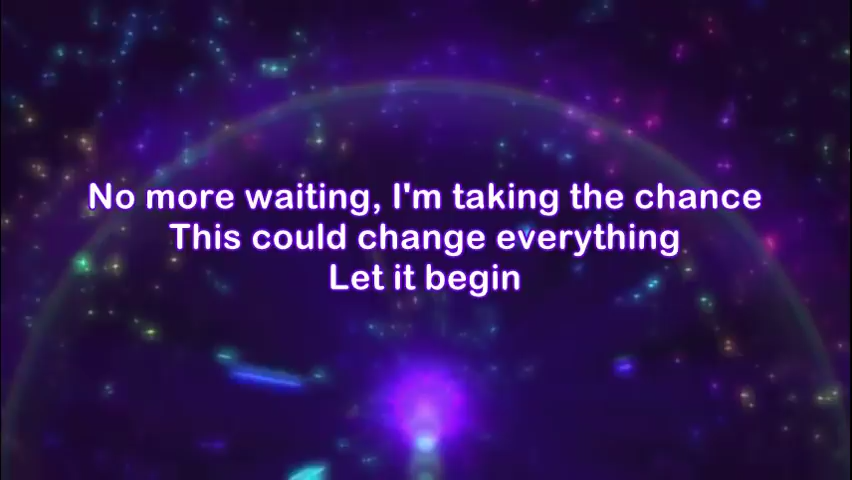 No more waiting, I'm taking the chance
This could change everything
Let it begin